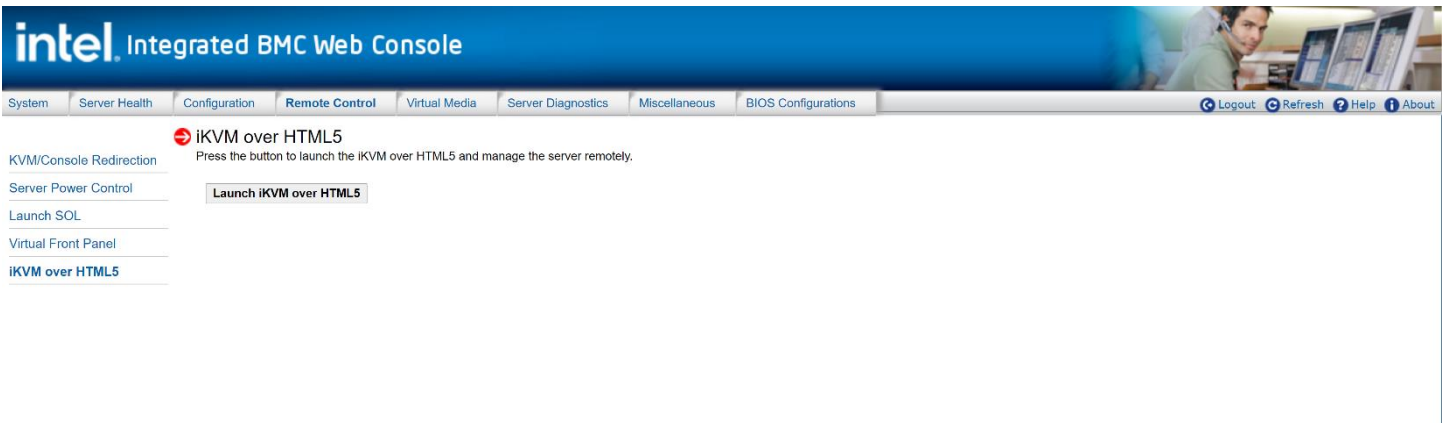 intel. Integrated BMC Web Console
System Server Health Configuration Remote Control Virtual Media Server Diagnostics Miscellaneous BIOS Configurations Logout Refresh Help About
iKVM over HTML5
Press the button to launch the iKVM over HTML5 and manage the server remotely.
Launch iKVM over HTML5
KVM/Console Redirection
Server Power Control
Launch SOL
Virtual Front Panel
iKVM over HTML5